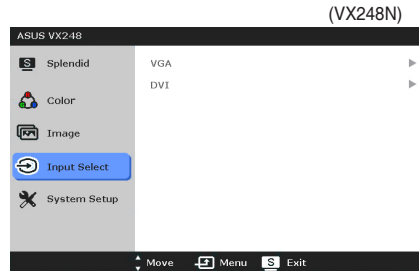 (VX248N)
ASUS VX248
S Splendid
VGA
DVI
Color
Image
Input Select
System Setup
Move Menu S Exit